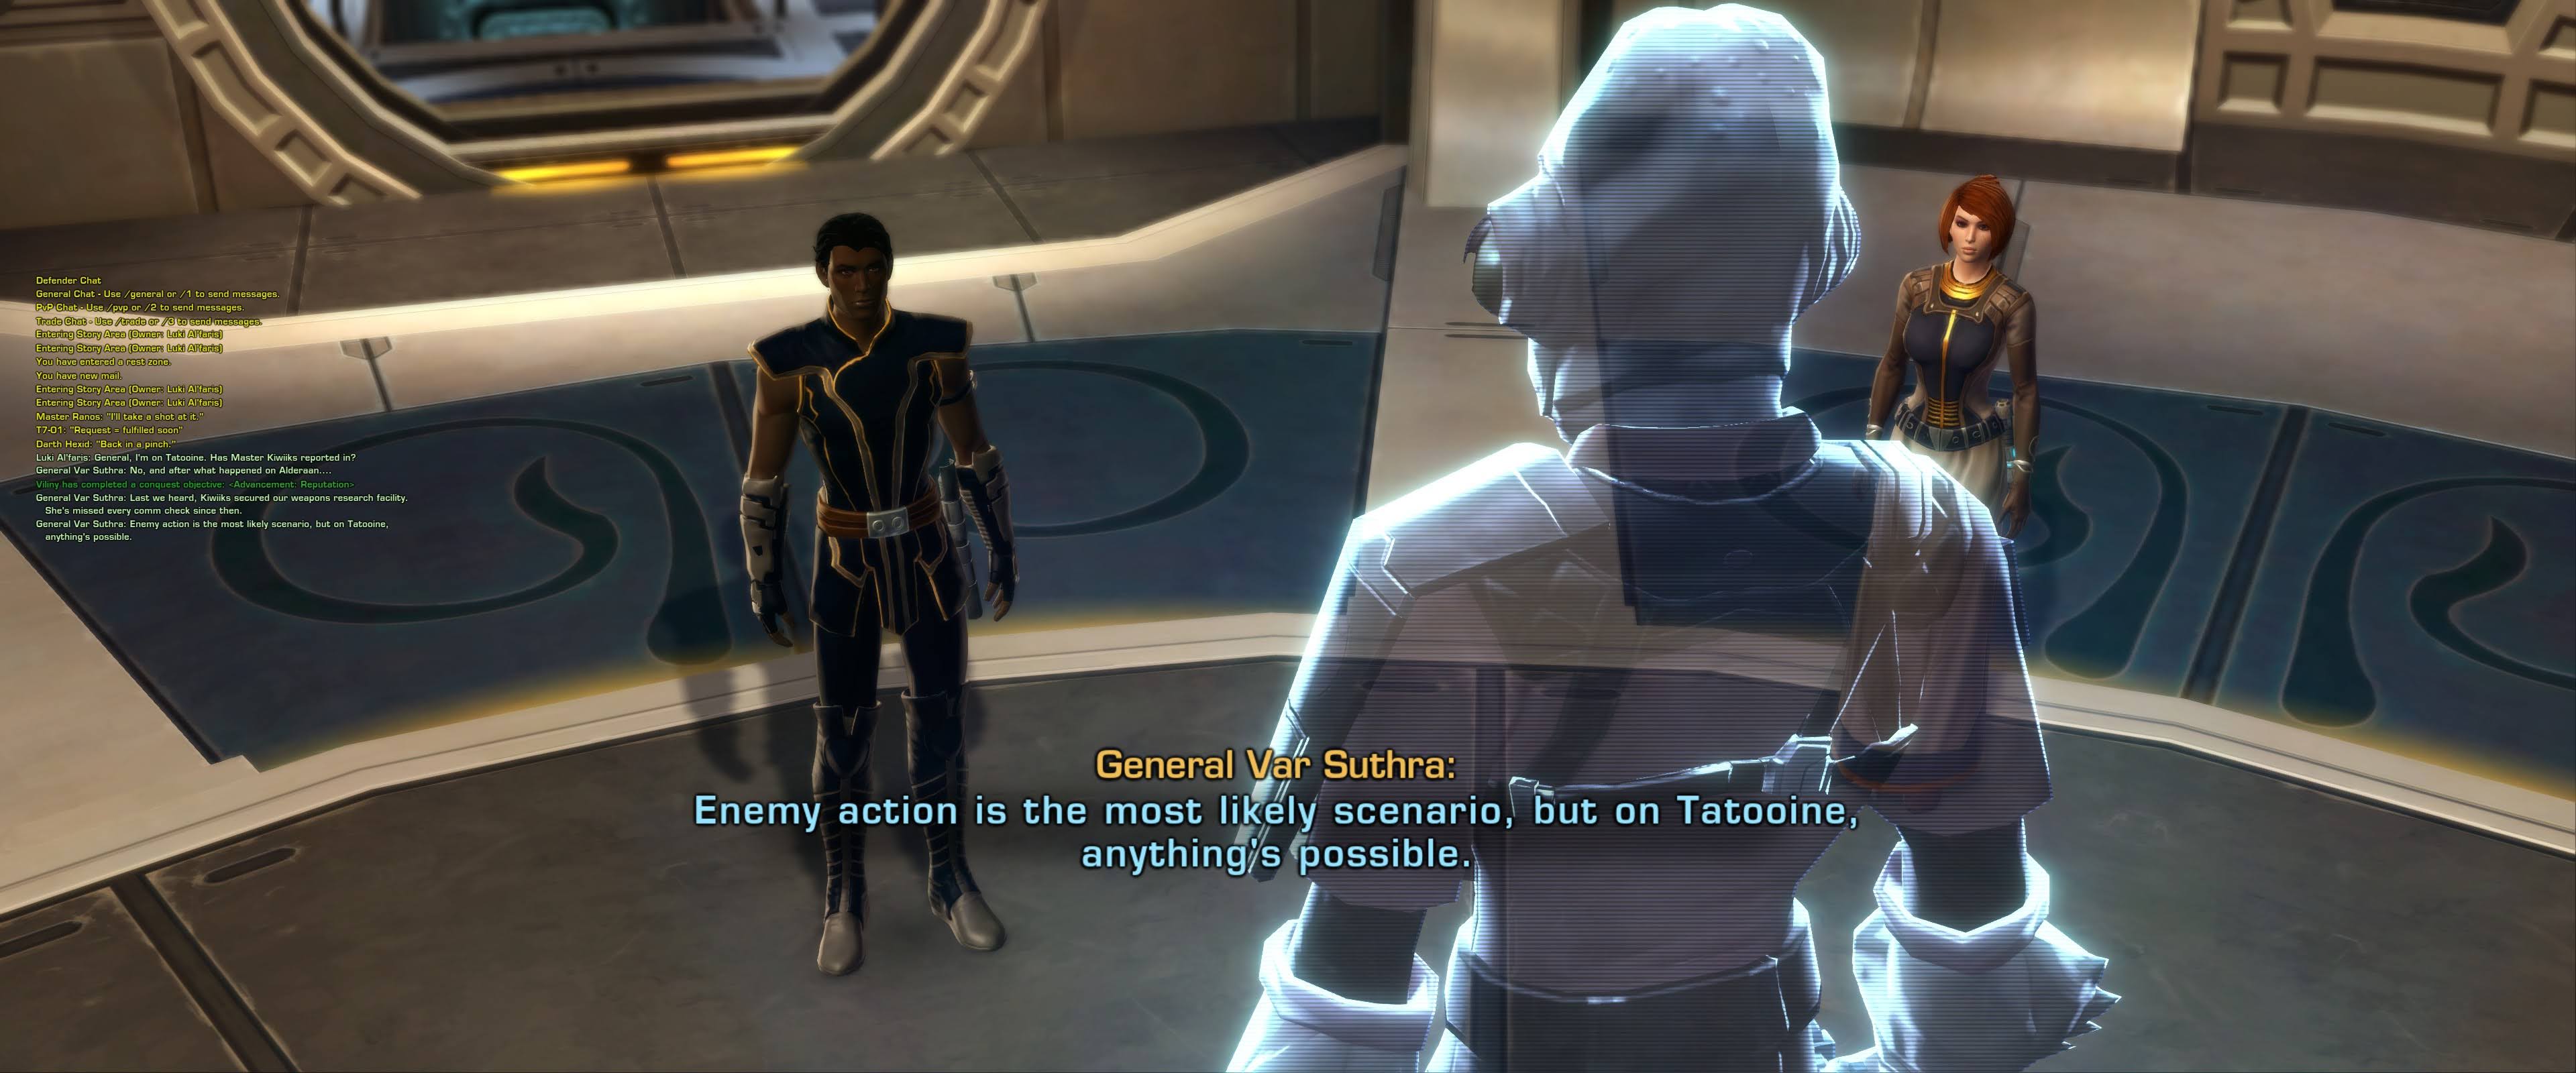 Defender Chat
General Chat - Use /general or /1 to send messages.
PvP Chat - Use /pvp or /2 to send messages.
Trade Chat - Use /trade or /3 to send messages.
Entering Story Area (Owner: Luki Al'faris)
Entering Story Area (Owner: Luki Al'faris)
You have entered a rest zone.
You have new mail.
Entering Story Area (Owner: Luki Al'faris)
Entering Story Area (Owner: Luki Al'faris)
Master Ranos: "I'll take a shot at it."
T7-O1: "Request = fulfilled soon"
Darth Hexid: "Back in a pinch."
Luki Al'faris: General, I'm on Tatooine. Has Master Kiwiiks reported in?
General Var Suthra: No, and after what happened on Alderaan....
Viliny has completed a conquest objective: <Advancement: Reputation>
General Var Suthra: Last we heard, Kiwiiks secured our weapons research facility.
She's missed every comm check since then.
General Var Suthra: Enemy action is the most likely scenario, but on Tatooine,
anything's possible.
General Var Suthra:
Enemy action is the most likely scenario, but on Tatooine,
anything's possible.